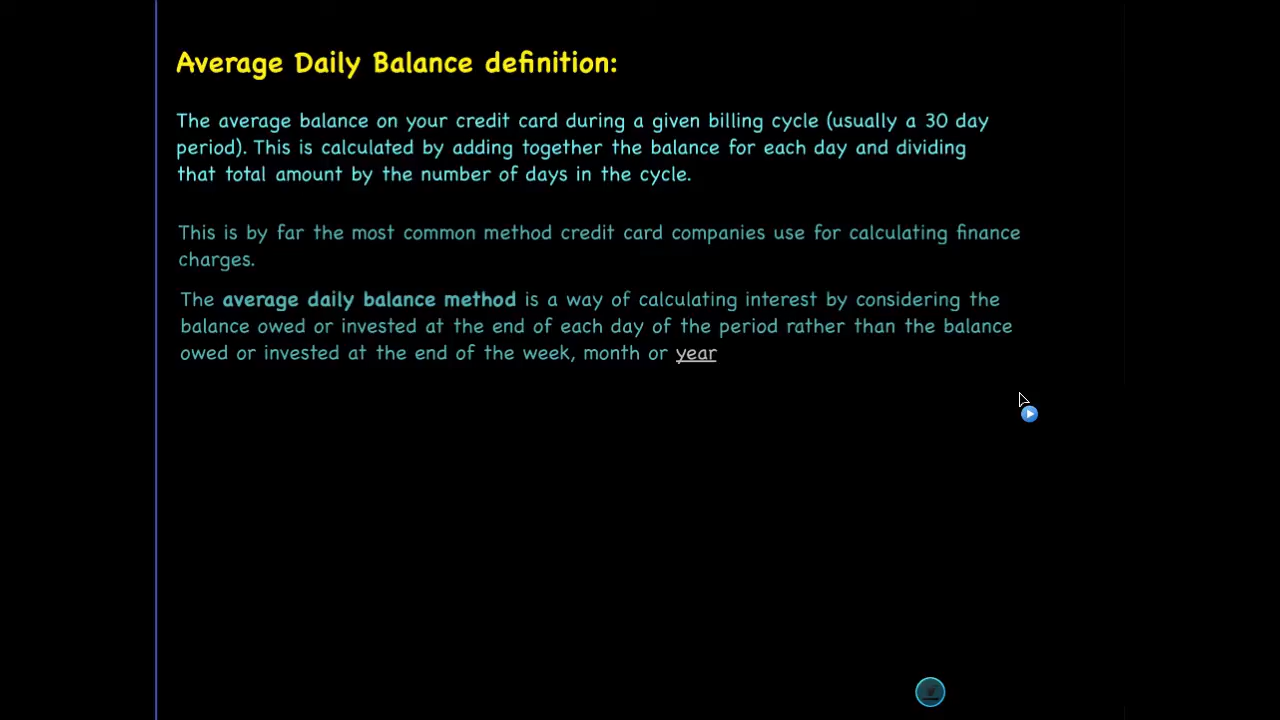 Average Daily Balance definition:
The average balance on your credit card during a given billing cycle (usually a 30 day
period). This is calculated by adding together the balance for each day and dividing
that total amount by the number of days in the cycle.
This is by far the most common method credit card companies use for calculating finance
charges.
The average daily balance method is a way of calculating interest by considering the
balance owed or invested at the end of each day of the period rather than the balance
owed or invested at the end of the week, month or year